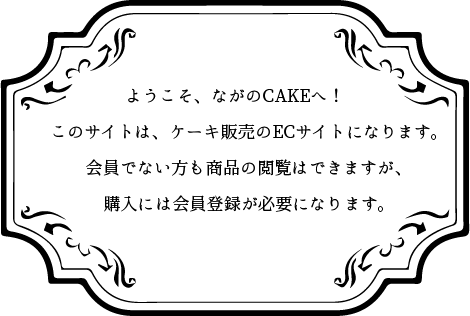 ようこそ、ながのCAKEへ！
このサイトは、ケーキ販売のECサイトになります。
会員でない方も商品の閲覧はできますが、
購入には会員登録が必要になります。